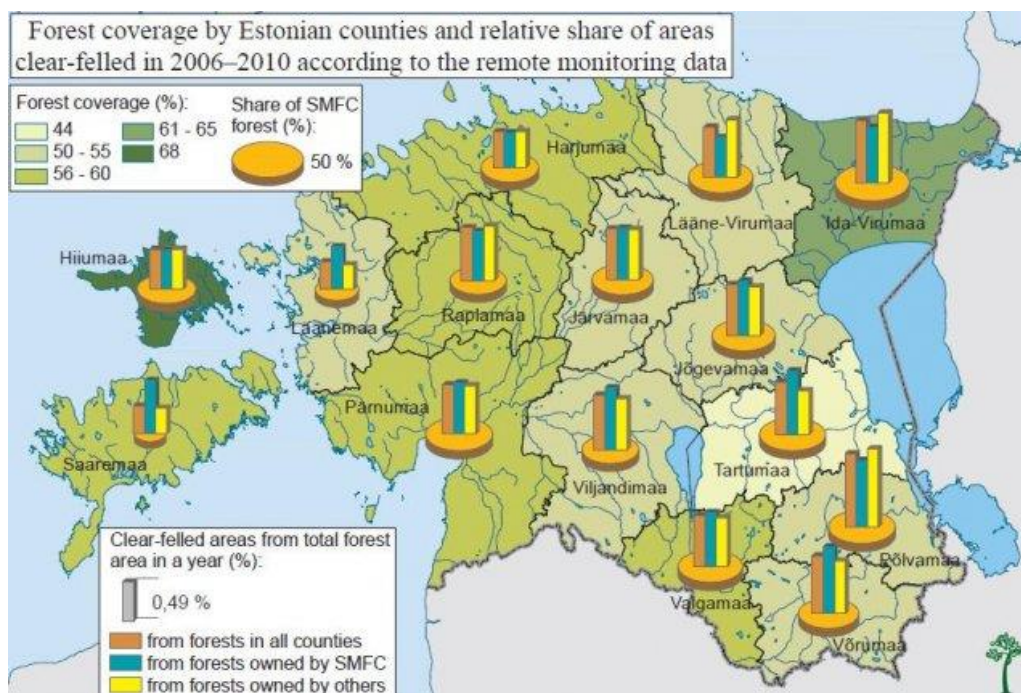 Forest coverage by Estonian counties and relative share of areas
clear-felled in 2006–2010 according to the remote monitoring data
Forest coverage (%):
44
50 - 55
56 - 60
61 - 65
68
Share of SMFC
forest (%):
50 %
Harjumaa
Lääne-Virumaa
Ida-Virumaa
Hiiumaa
Läänemaa
Raplamaa
Järvamaa
Jõgevamaa
Saaremaa
Pärnumaa
Viljandimaa
Tartumaa
Põlvamaa
Valgamaa
Võrumaa
Clear-felled areas from total forest
area in a year (%):
0,49 %
from forests in all counties
from forests owned by SMFC
from forests owned by others